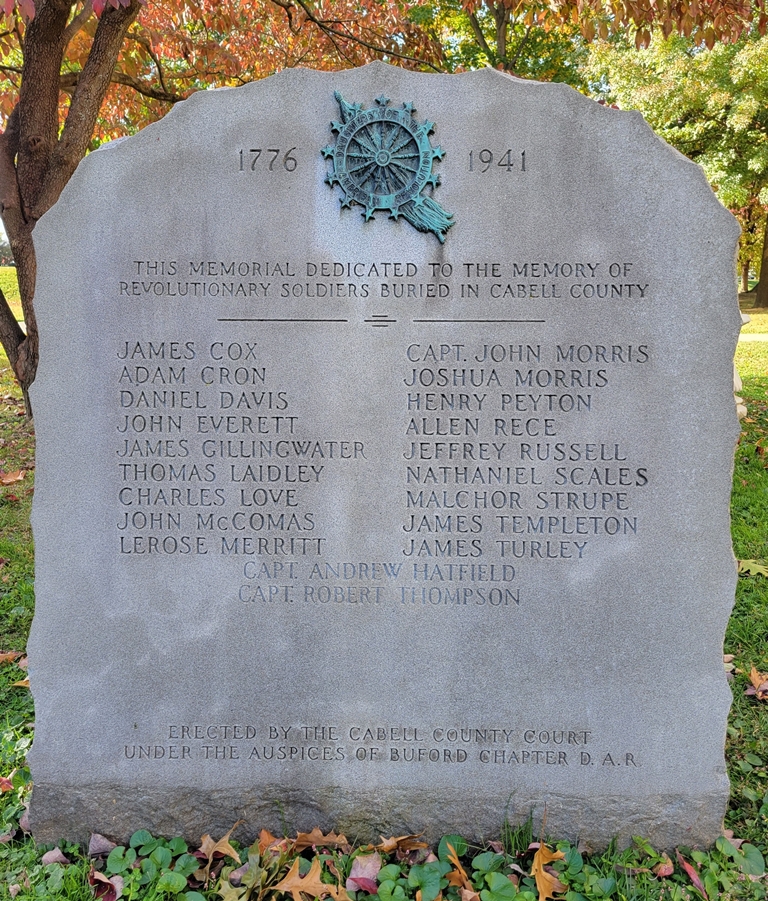 1776 1941
THIS MEMORIAL DEDICATED TO THE MEMORY OF
REVOLUTIONARY SOLDIERS BURIED IN CABELL COUNTY
JAMES COX
ADAM CRON
DANIEL DAVIS
JOHN EVERETT
JAMES GILLINGWATER
THOMAS LAIDLEY
CHARLES LOVE
JOHN McCOMAS
LEROSE MERRITT
CAPT. JOHN MORRIS
JOSHUA MORRIS
HENRY PEYTON
ALLEN RECE
JEFFREY RUSSELL
NATHANIEL SCALES
MALCHOR STRUPE
JAMES TEMPLETON
JAMES TURLEY
CAPT. ANDREW HATFIELD
CAPT. ROBERT THOMPSON
ERECTED BY THE CABELL COUNTY COURT
UNDER THE AUSPICES OF BUFORD CHAPTER D. A. R.